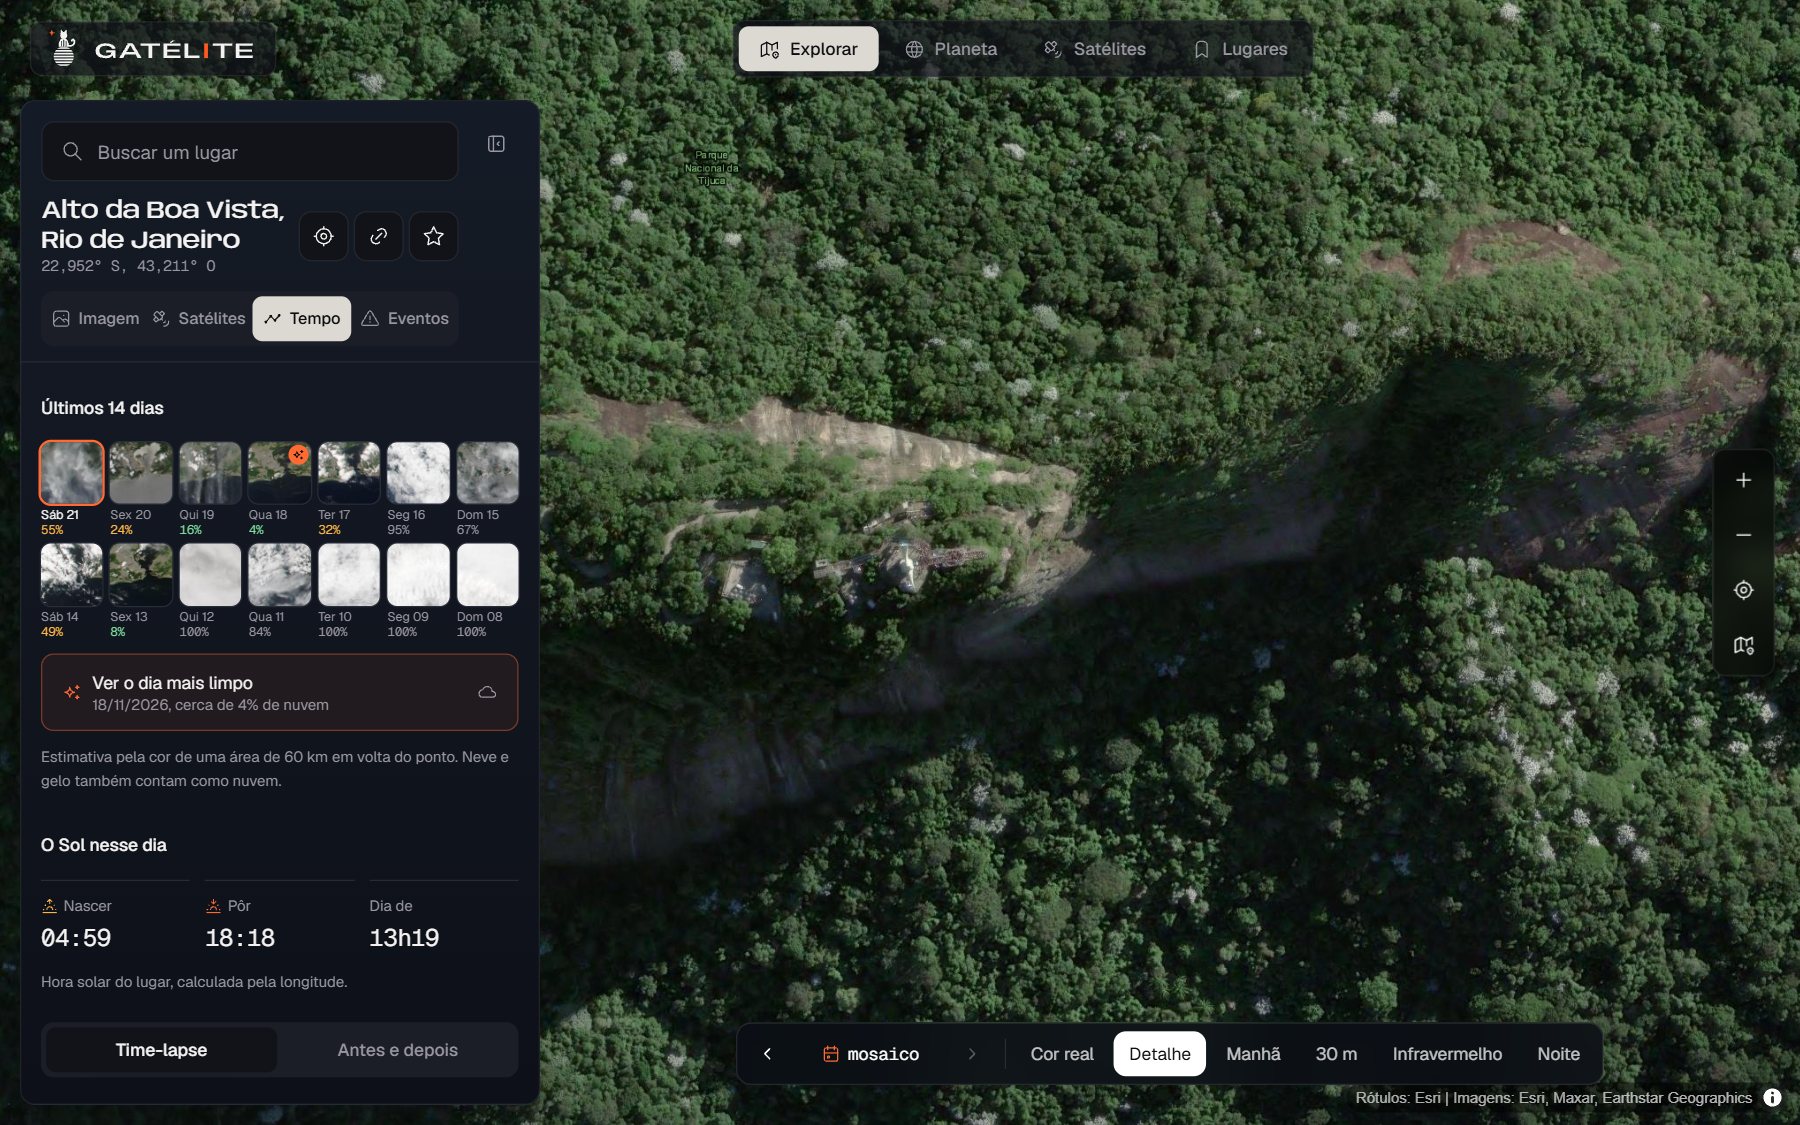 GATÉLITE
Explorar
Planeta
Satélites
Lugares
Buscar um lugar
Alto da Boa Vista,
Rio de Janeiro
22,952° S, 43,211° O
Imagem
Satélites
Tempo
Eventos
Últimos 14 dias
Sáb 21
55%
Sex 20
24%
Qui 19
16%
Qua 18
4%
Ter 17
32%
Seg 16
95%
Dom 15
67%
Sáb 14
49%
Sex 13
8%
Qui 12
100%
Qua 11
84%
Ter 10
100%
Seg 09
100%
Dom 08
100%
Ver o dia mais limpo
18/11/2026, cerca de 4% de nuvem
Estimativa pela cor de uma área de 60 km em volta do ponto. Neve e
gelo também contam como nuvem.
O Sol nesse dia
Nascer
04:59
Pôr
18:18
Dia de
13h19
Hora solar do lugar, calculada pela longitude.
Time-lapse
Antes e depois
Parque
Nacional da
Tijuca
mosaico
Cor real
Detalhe
Manhã
30 m
Infravermelho
Noite
Rótulos: Esri | Imagens: Esri, Maxar, Earthstar Geographics